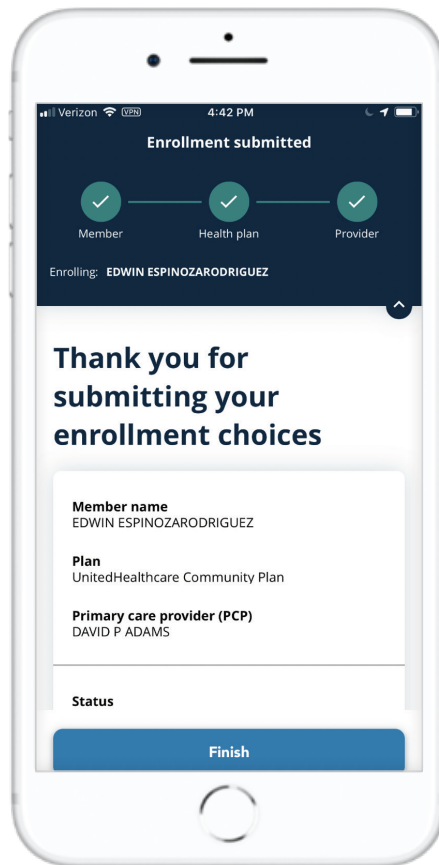 Verizon VPN 4:42 PM
Enrollment submitted
Member Health plan Provider
Enrolling: EDWIN ESPINOZARODRIGUEZ
Thank you for
submitting your
enrollment choices
Member name
EDWIN ESPINOZARODRIGUEZ
Plan
UnitedHealthcare Community Plan
Primary care provider (PCP)
DAVID P ADAMS
Status
Finish